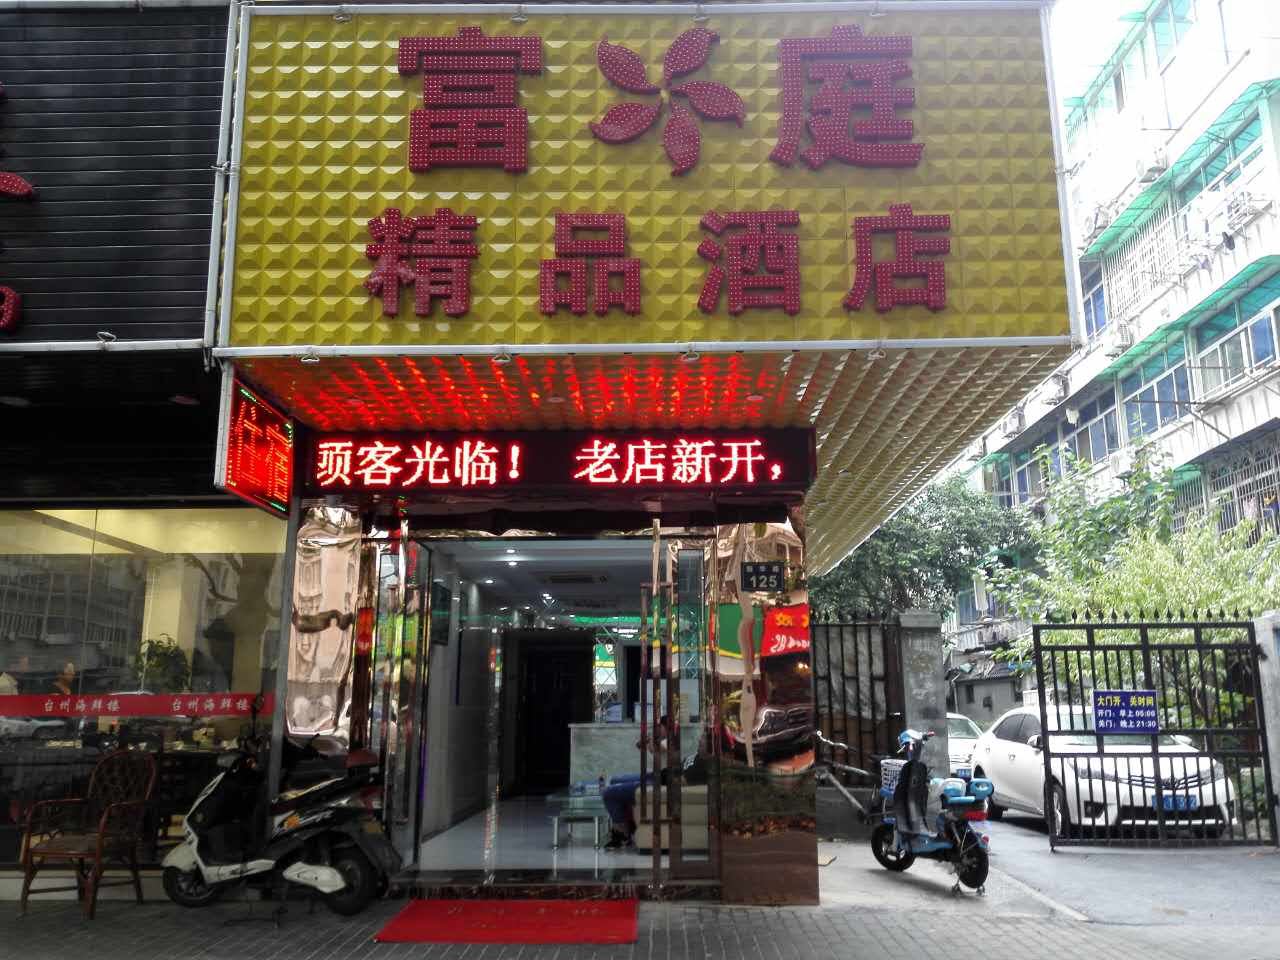 富庭
精品酒店
住宿
顾客光临！ 老店新开，
125
台州海鲜楼 台州海鲜楼
大门开、关时间
开门：早上05:00
关门：晚上21:30